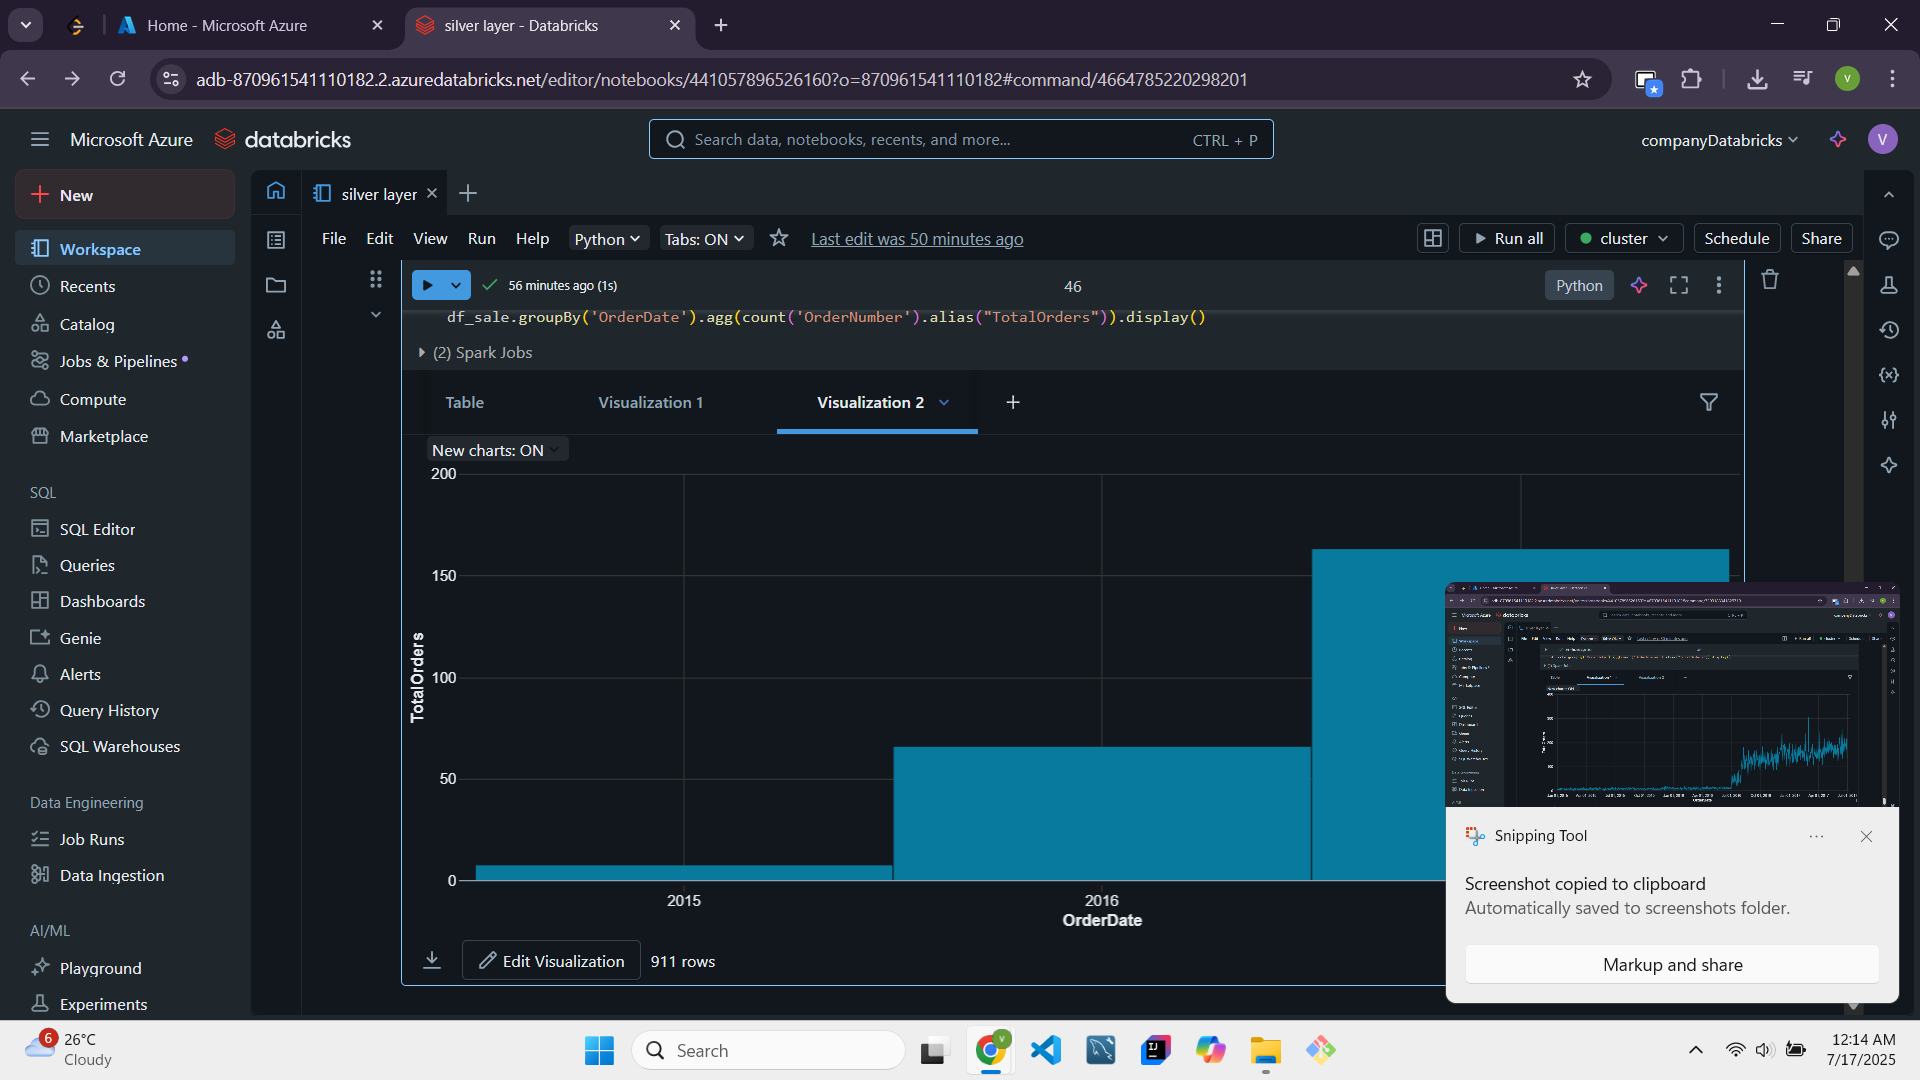 Home - Microsoft Azure
silver layer - Databricks
adb-870961541110182.2.azuredatabricks.net/editor/notebooks/441057896526160?o=870961541110182#command/4664785220298201
V
Microsoft Azure
databricks
Search data, notebooks, recents, and more...
CTRL + P
companyDatabricks
V
New
Workspace
Recents
Catalog
Jobs & Pipelines
Compute
Marketplace
SQL
SQL Editor
Queries
Dashboards
Genie
Alerts
Query History
SQL Warehouses
Data Engineering
Job Runs
Data Ingestion
AI/ML
Playground
Experiments
silver layer
File Edit View Run Help Python Tabs: ON Last edit was 50 minutes ago
Run all
cluster
Schedule
Share
56 minutes ago (1s)
46
Python
df_sale.groupBy('OrderDate').agg(count('OrderNumber').alias("TotalOrders")).display()
(2) Spark Jobs
Table
Visualization 1
Visualization 2
New charts: ON
200
150
100
50
0
TotalOrders
2015
2016
OrderDate
Edit Visualization
911 rows
Snipping Tool
Screenshot copied to clipboard
Automatically saved to screenshots folder.
Markup and share
6
26°C
Cloudy
Search
V
12:14 AM
7/17/2025